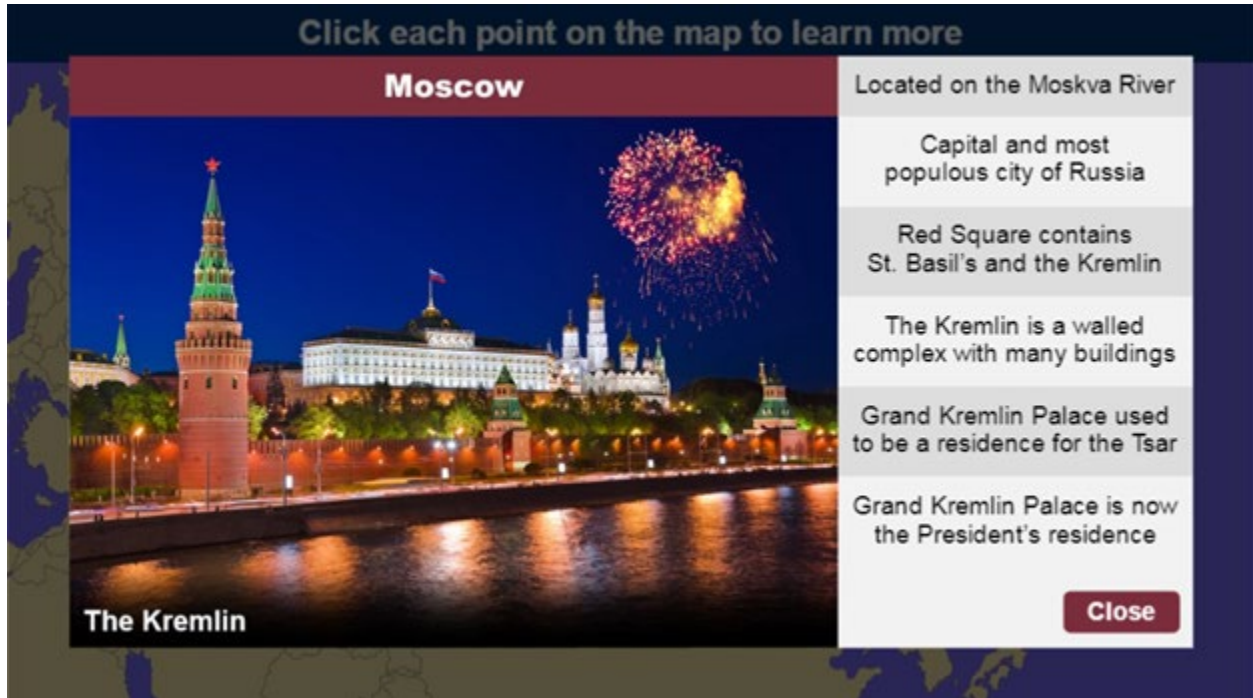 Click each point on the map to learn more
Moscow
The Kremlin
Located on the Moskva River
Capital and most
populous city of Russia
Red Square contains
St. Basil's and the Kremlin
The Kremlin is a walled
complex with many buildings
Grand Kremlin Palace used
to be a residence for the Tsar
Grand Kremlin Palace is now
the President's residence
Close